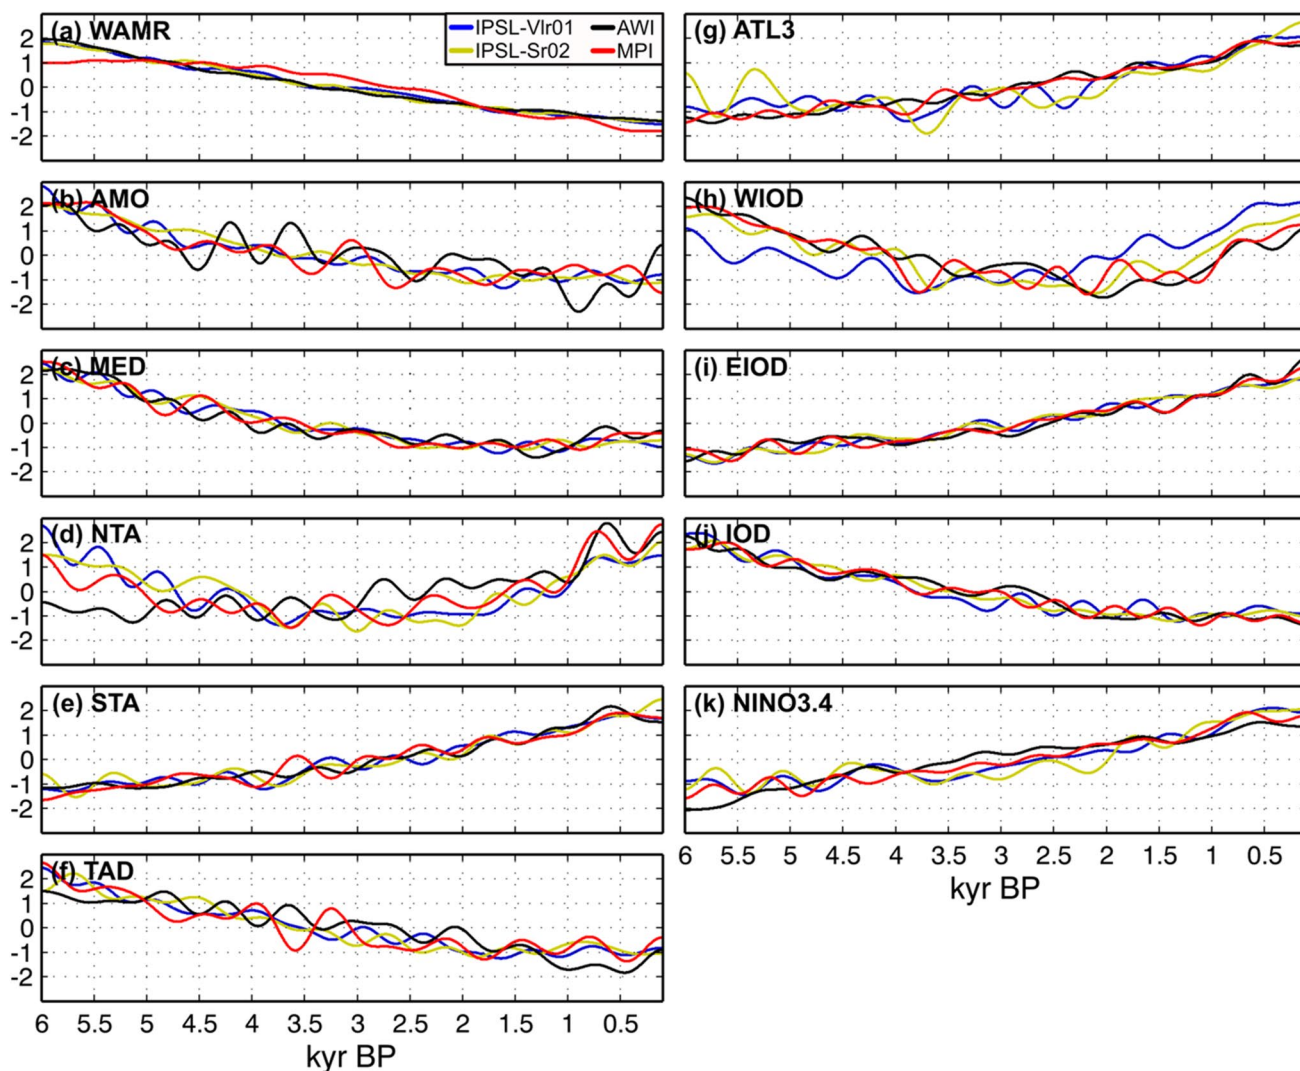 (a) WAMR
IPSL-Vlr01 AWI
IPSL-Sr02 MPI
2
1
0
-1
-2
(g) ATL3
(b) AMO
2
1
0
-1
-2
(h) WIOD
(c) MED
2
1
0
-1
-2
(i) EIOD
(d) NTA
2
1
0
-1
-2
(j) IOD
(e) STA
2
1
0
-1
-2
(k) NINO3.4
6 5.5 5 4.5 4 3.5 3 2.5 2 1.5 1 0.5
kyr BP
(f) TAD
2
1
0
-1
-2
6 5.5 5 4.5 4 3.5 3 2.5 2 1.5 1 0.5
kyr BP